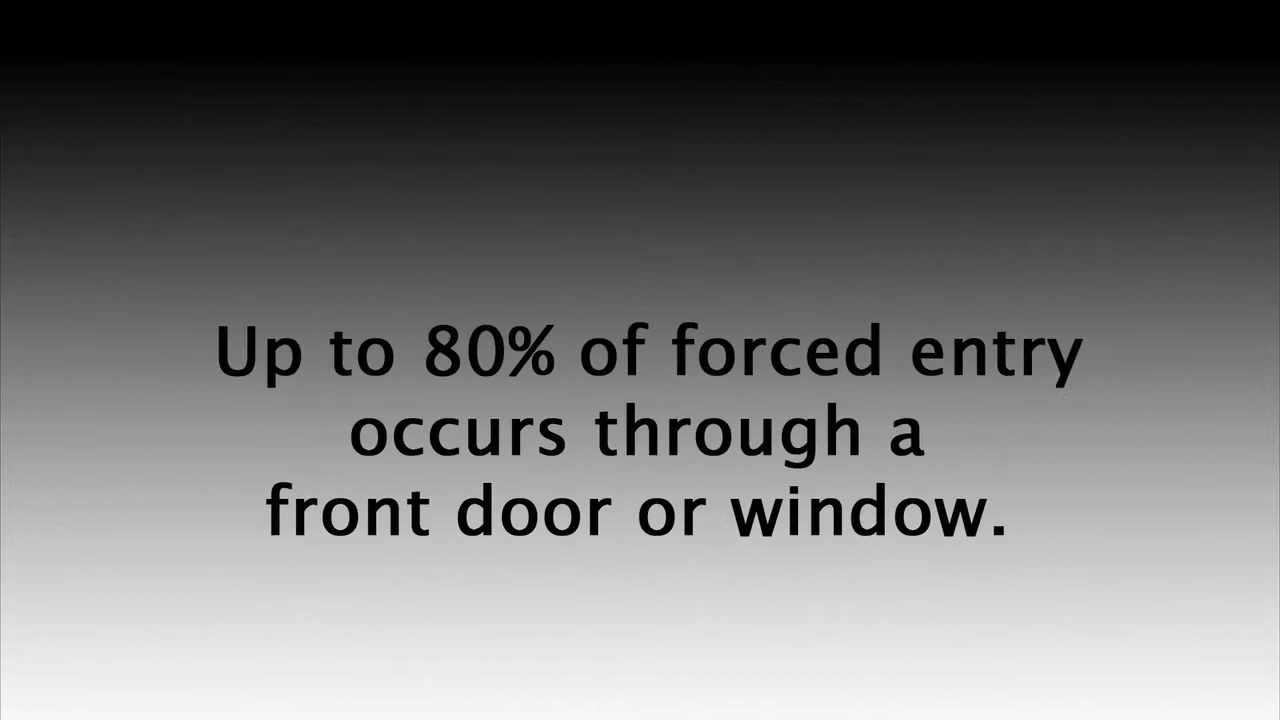 Up to 80% of forced entry
occurs through a
front door or window.